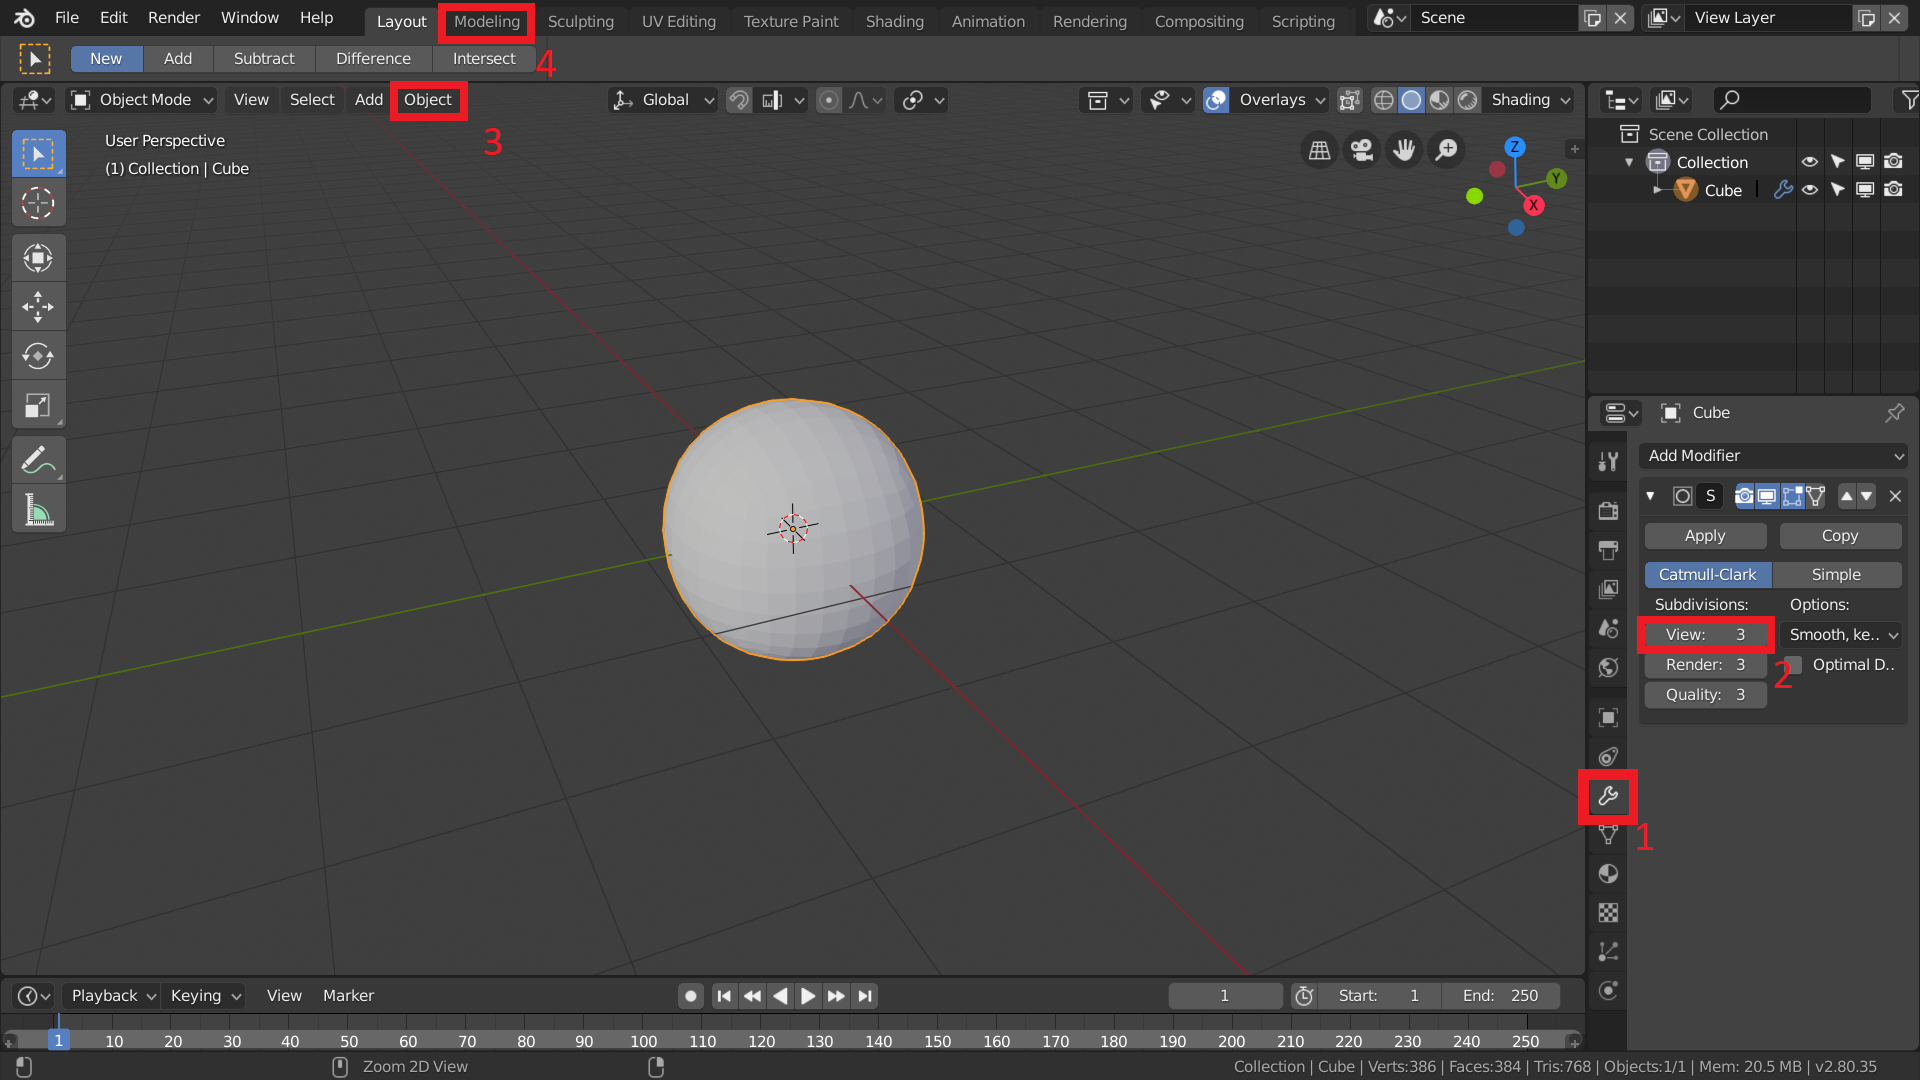 File Edit Render Window Help Layout Modeling Sculpting UV Editing Texture Paint Shading Animation Rendering Compositing Scripting Scene View Layer
New Add Subtract Difference Intersect 4
Object Mode View Select Add Object Global Overlays Shading
3
User Perspective
(1) Collection | Cube
Z
Y
X
Scene Collection
Collection
Cube
Cube
Add Modifier
S
Apply Copy
Catmull-Clark Simple
Subdivisions: Options:
View: 3 Smooth, ke..
Render: 3 2 Optimal D..
Quality: 3
1
Playback Keying View Marker 1 Start: 1 End: 250
1 10 20 30 40 50 60 70 80 90 100 110 120 130 140 150 160 170 180 190 200 210 220 230 240 250
Zoom 2D View Collection | Cube | Verts:386 | Faces:384 | Tris:768 | Objects:1/1 | Mem: 20.5 MB | v2.80.35